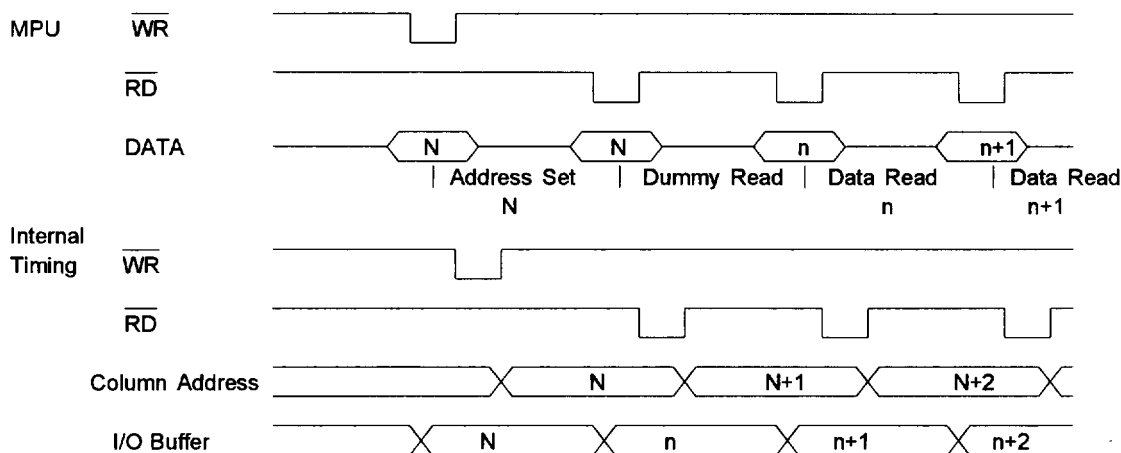 MPU WR
RD
DATA N N n n+1
Address Set Dummy Read Data Read Data Read
N n n+1
Internal
Timing WR
RD
Column Address N N+1 N+2
I/O Buffer N n n+1 n+2